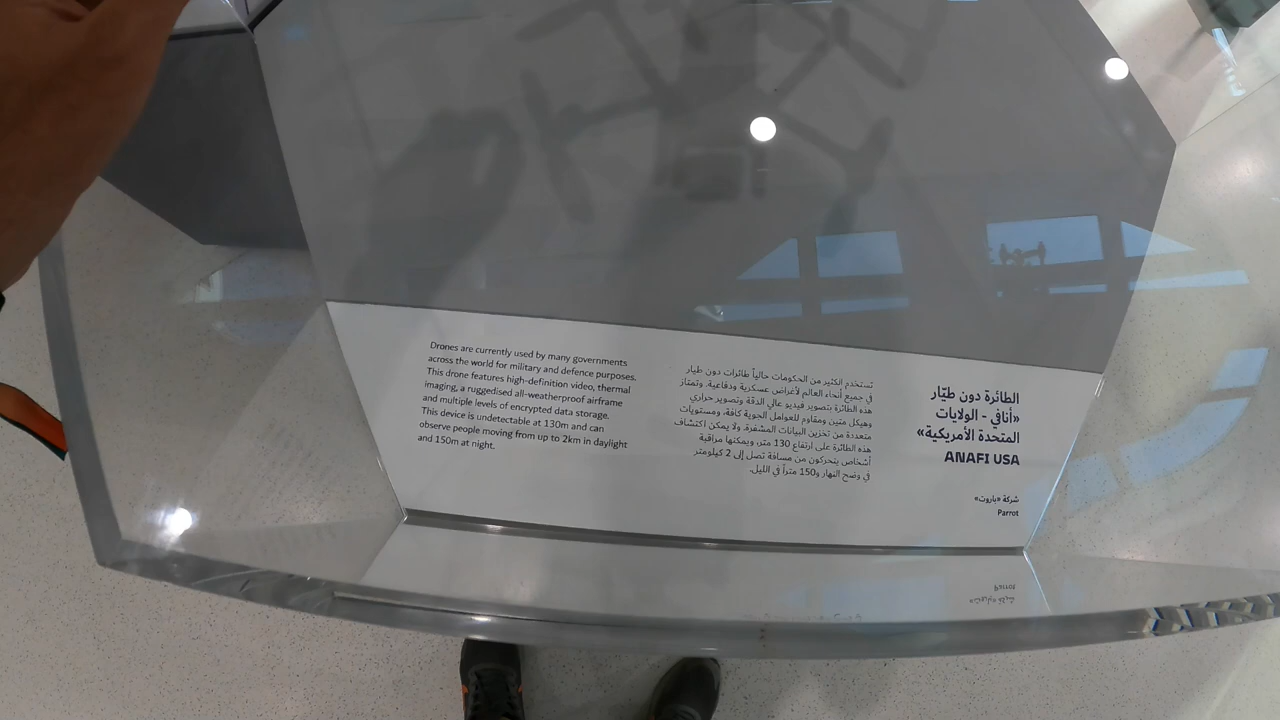 Drones are currently used by many governments
across the world for military and defence purposes.
This drone features high-definition video, thermal
imaging, a ruggedised all-weatherproof airframe
and multiple levels of encrypted data storage.
This device is undetectable at 130m and can
observe people moving from up to 2km in daylight
and 150m at night.
تستخدم الكثير من الحكومات حالياً طائرات دون طيار
في جميع أنحاء العالم لأغراض عسكرية ودفاعية. وتمتاز
هذه الطائرة بتصوير فيديو عالي الدقة وتصوير حراري
وهيكل متين ومقاوم للعوامل الجوية كافة، ومستويات
متعددة من تخزين البيانات المشفرة. ولا يمكن اكتشاف
هذه الطائرة على ارتفاع 130 متر، ويمكنها مراقبة
أشخاص يتحركون من مسافة تصل إلى 2 كيلومتر
في وضح النهار و150 متراً في الليل.
الطائرة دون طيّار
«أنافي - الولايات
المتحدة الأمريكية»
ANAFI USA
شركة «باروت»
Parrot